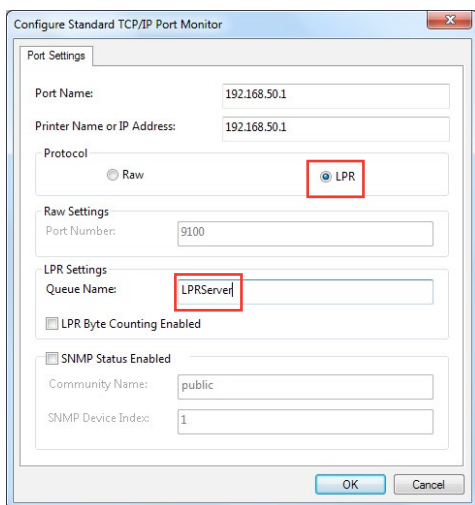 Configure Standard TCP/IP Port Monitor
Port Settings
Port Name: 192.168.50.1
Printer Name or IP Address: 192.168.50.1
Protocol
Raw LPR
Raw Settings
Port Number: 9100
LPR Settings
Queue Name: LPRServer
LPR Byte Counting Enabled
SNMP Status Enabled
Community Name: public
SNMP Device Index: 1
OK Cancel